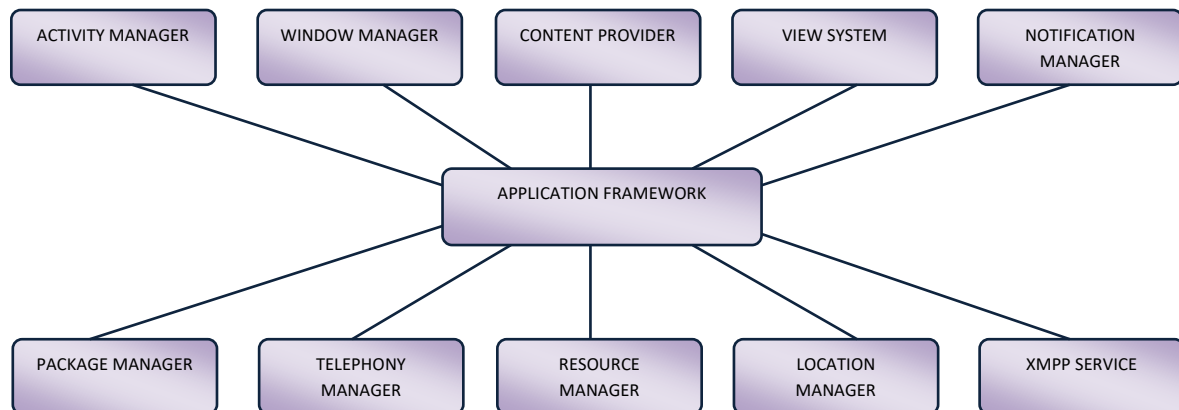 ACTIVITY MANAGER
WINDOW MANAGER
CONTENT PROVIDER
VIEW SYSTEM
NOTIFICATION
MANAGER
APPLICATION FRAMEWORK
PACKAGE MANAGER
TELEPHONY
MANAGER
RESOURCE
MANAGER
LOCATION
MANAGER
XMPP SERVICE